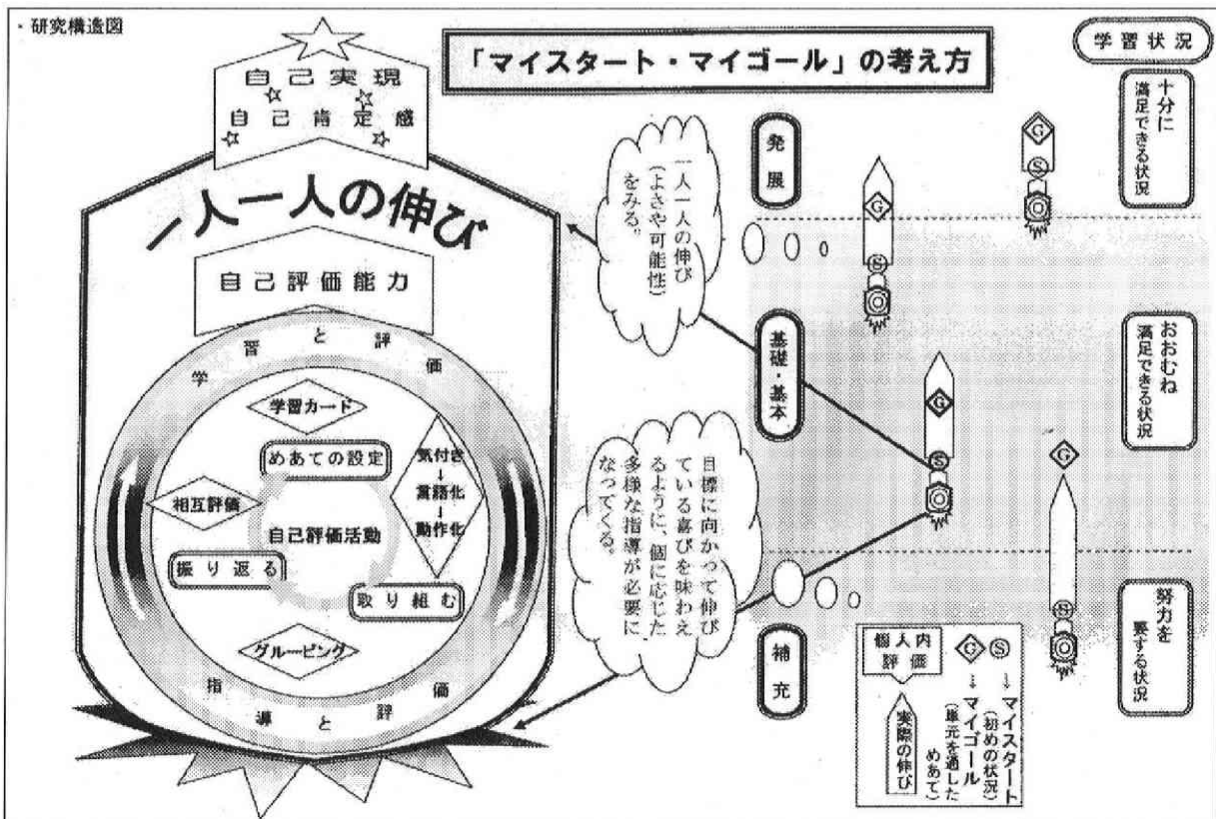 ・研究構造図
「マイスタート・マイゴール」の考え方
学習状況
自己実現
自己肯定感
一人一人の伸び
自己評価能力
学習と評価
学習カード
めあての設定
気付き
↓
言語化
↓
動作化
相互評価
自己評価活動
振り返る
取り組む
グルーピング
指導と評価
一人一人の伸び
(よさや可能性)
をみる。
目標に向かって伸び
ている喜びを味わえ
るように、個に応じた
多様な指導が必要に
なってくる。
発展
基礎・基本
補充
G
S
G
S
G
S
G
S
十分に
満足できる状況
おおむね
満足できる状況
努力を
要する状況
個人内
評価
実際の伸び
Ⓢ→マイスタート
(初めの状況)
G→マイゴール
(単元を通した
めあて)